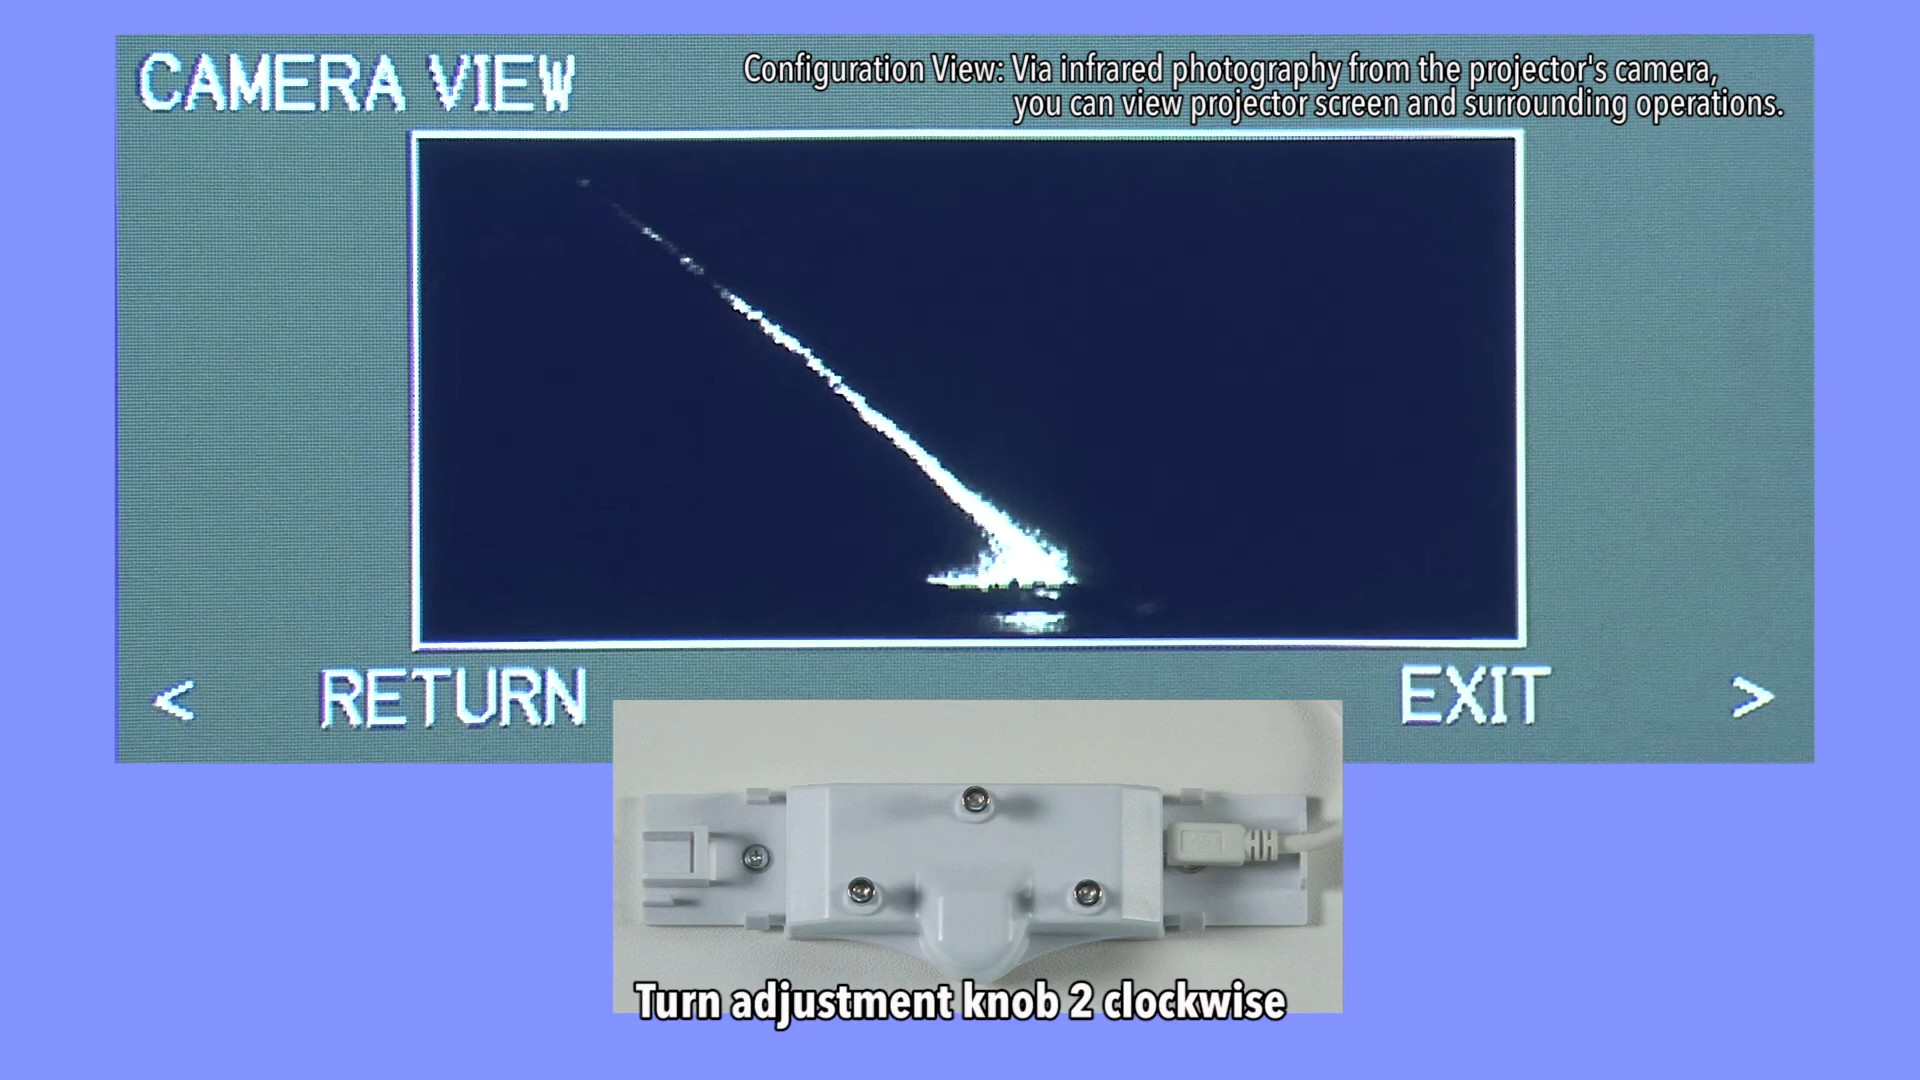 CAMERA VIEW
Configuration View: Via infrared photography from the projector's camera,
you can view projector screen and surrounding operations.
< RETURN EXIT >
Turn adjustment knob 2 clockwise